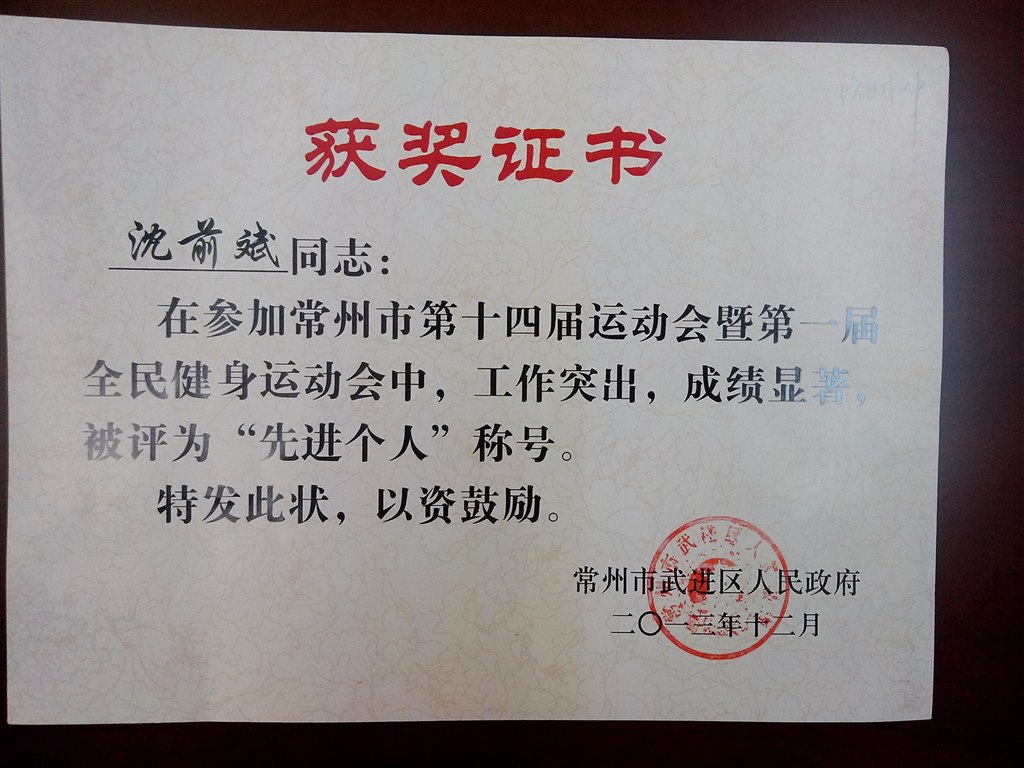 获奖证书
沈前斌同志：
在参加常州市第十四届运动会暨第一届
全民健身运动会中，工作突出，成绩显著，
被评为“先进个人”称号。
特发此状，以资鼓励。
常州市武进区人民政府
二〇一三年十二月